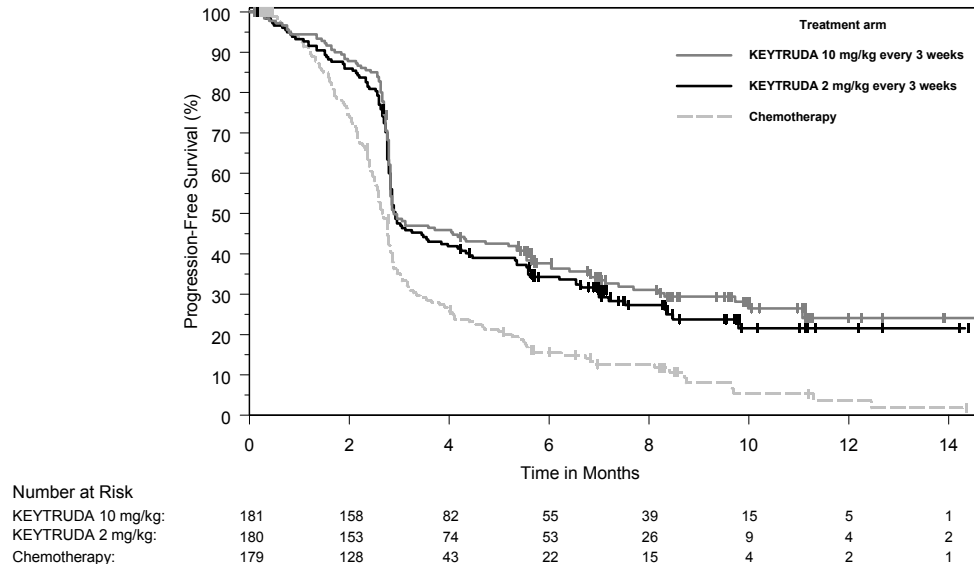 100
90
80
70
60
50
40
30
20
10
0
Progression-Free Survival (%)
Treatment arm
KEYTRUDA 10 mg/kg every 3 weeks
KEYTRUDA 2 mg/kg every 3 weeks
Chemotherapy
0 2 4 6 8 10 12 14
Time in Months
Number at Risk
KEYTRUDA 10 mg/kg: 181 158 82 55 39 15 5 1
KEYTRUDA 2 mg/kg: 180 153 74 53 26 9 4 2
Chemotherapy: 179 128 43 22 15 4 2 1